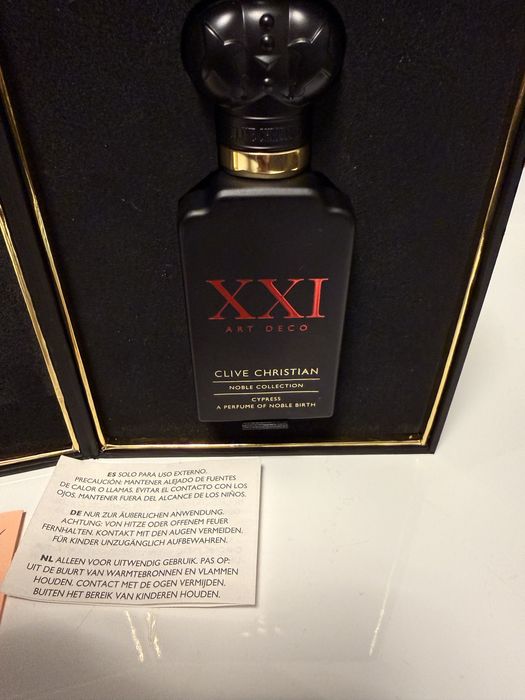 XXI
ART DECO
CLIVE CHRISTIAN
NOBLE COLLECTION
CYPRESS
A PERFUME OF NOBLE BIRTH
ES SOLO PARA USO EXTERNO.
PRECAUCIÓN: MANTENER ALEJADO DE FUENTES
DE CALOR O LLAMAS. EVITAR EL CONTACTO CON LOS
OJOS. MANTENER FUERA DEL ALCANCE DE LOS NIÑOS.
DE NUR ZUR ÄUßERLICHEN ANWENDUNG.
ACHTUNG: VON HITZE ODER OFFENEM FEUER
FERNHALTEN. KONTAKT MIT DEN AUGEN VERMEIDEN.
FÜR KINDER UNZUGÄNGLICH AUFBEWAHREN.
NL ALLEEN VOOR UITWENDIG GEBRUIK. PAS OP:
UIT DE BUURT VAN WARMTEBRONNEN EN VLAMMEN
HOUDEN. CONTACT MET DE OGEN VERMIJDEN.
BUITEN HET BEREIK VAN KINDEREN HOUDEN.